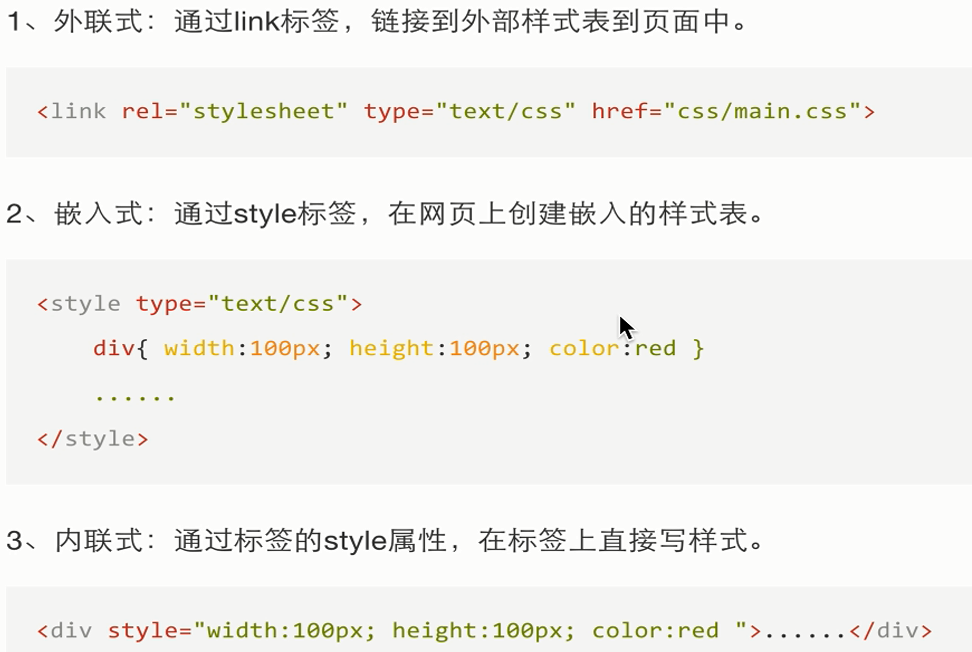 1、外联式：通过link标签，链接到外部样式表到页面中。
<link rel="stylesheet" type="text/css" href="css/main.css">
2、嵌入式：通过style标签，在网页上创建嵌入的样式表。
<style type="text/css">
div{ width:100px; height:100px; color:red }
......
</style>
3、内联式：通过标签的style属性，在标签上直接写样式。
<div style="width:100px; height:100px; color:red ">......</div>